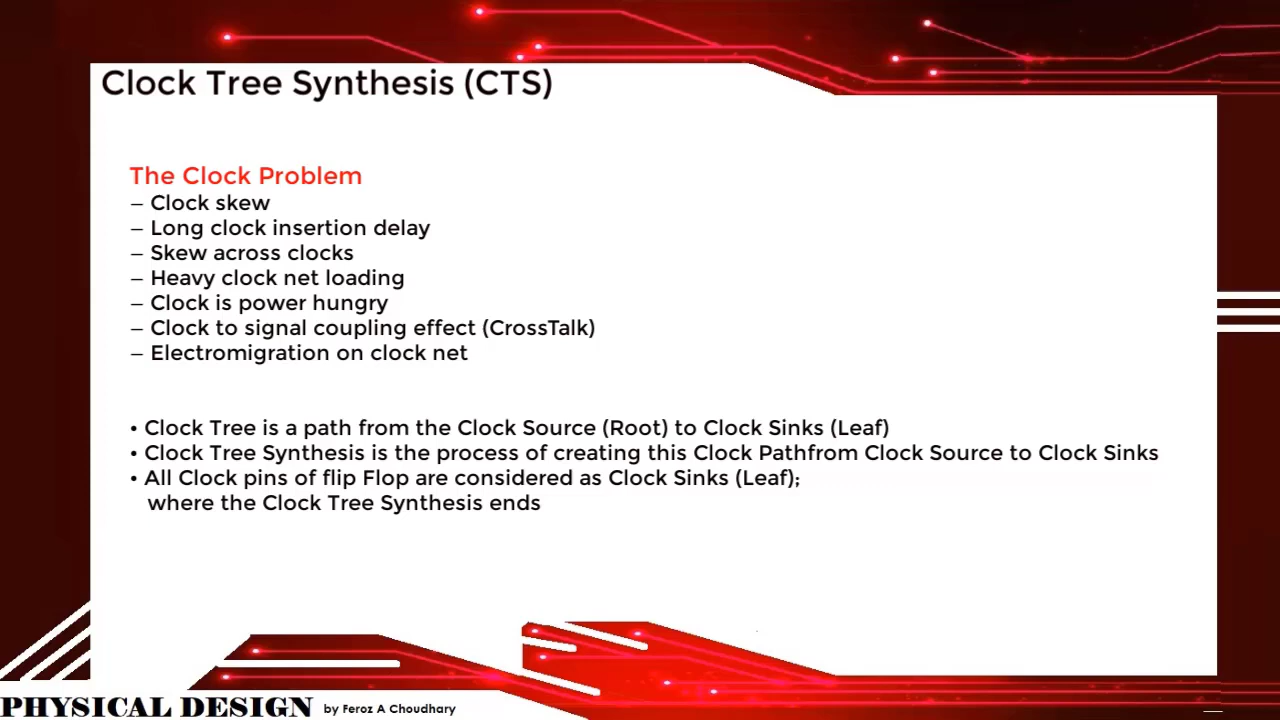 Clock Tree Synthesis (CTS)
The Clock Problem
– Clock skew
– Long clock insertion delay
– Skew across clocks
– Heavy clock net loading
– Clock is power hungry
– Clock to signal coupling effect (CrossTalk)
– Electromigration on clock net
• Clock Tree is a path from the Clock Source (Root) to Clock Sinks (Leaf)
• Clock Tree Synthesis is the process of creating this Clock Pathfrom Clock Source to Clock Sinks
• All Clock pins of flip Flop are considered as Clock Sinks (Leaf);
where the Clock Tree Synthesis ends
PHYSICAL DESIGN by Feroz A Choudhary